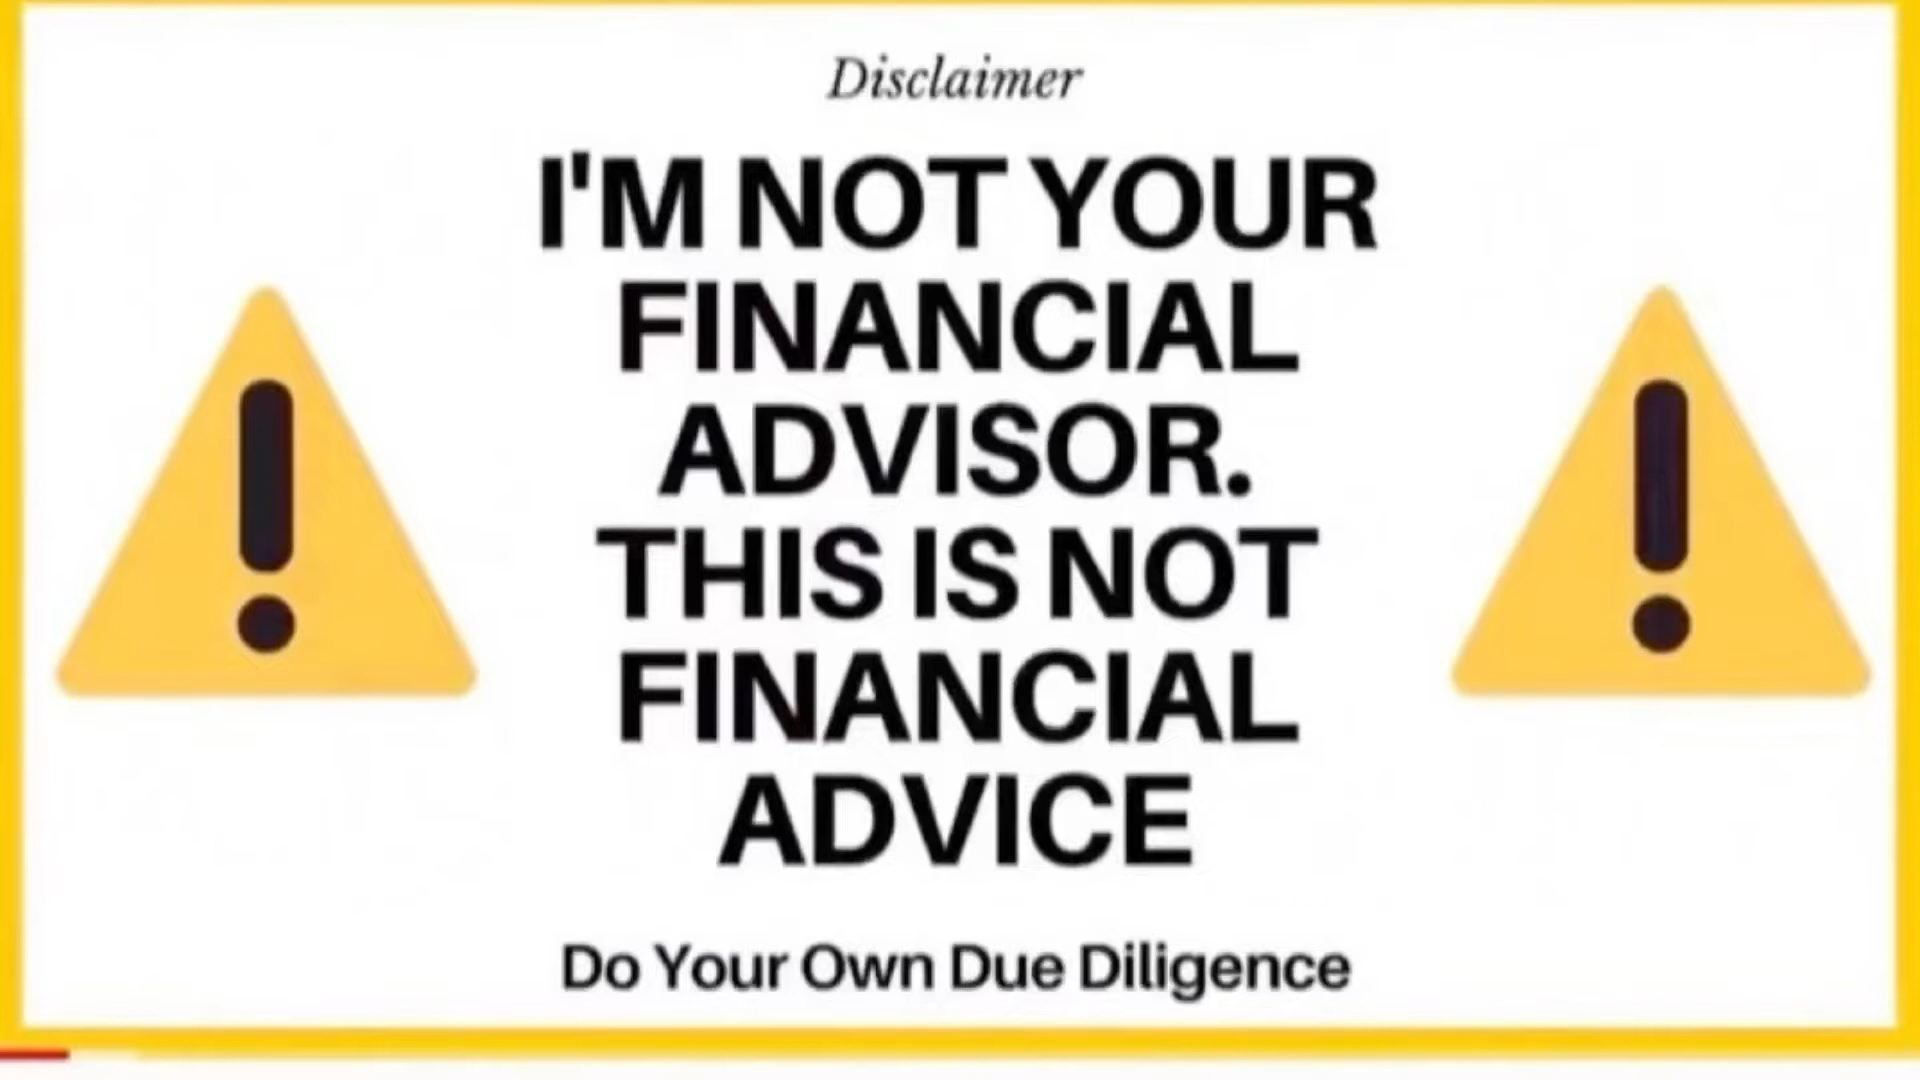 Disclaimer
I'M NOT YOUR
FINANCIAL
ADVISOR.
THIS IS NOT
FINANCIAL
ADVICE
Do Your Own Due Diligence